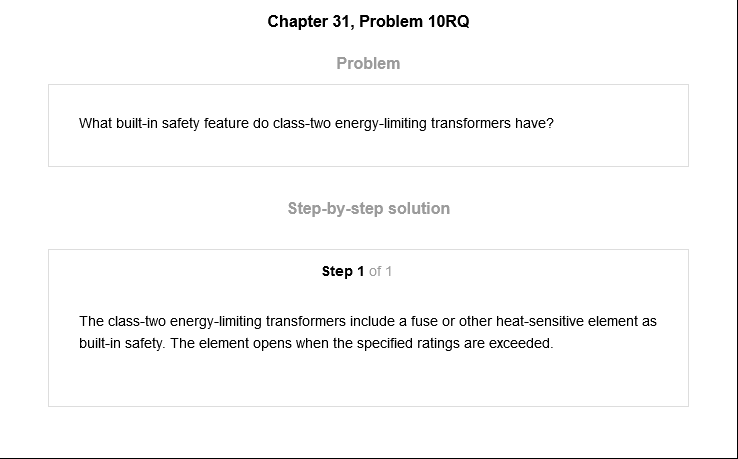 Chapter 31, Problem 10RQ
Problem
What built-in safety feature do class-two energy-limiting transformers have?
Step-by-step solution
Step 1 of 1
The class-two energy-limiting transformers include a fuse or other heat-sensitive element as
built-in safety. The element opens when the specified ratings are exceeded.